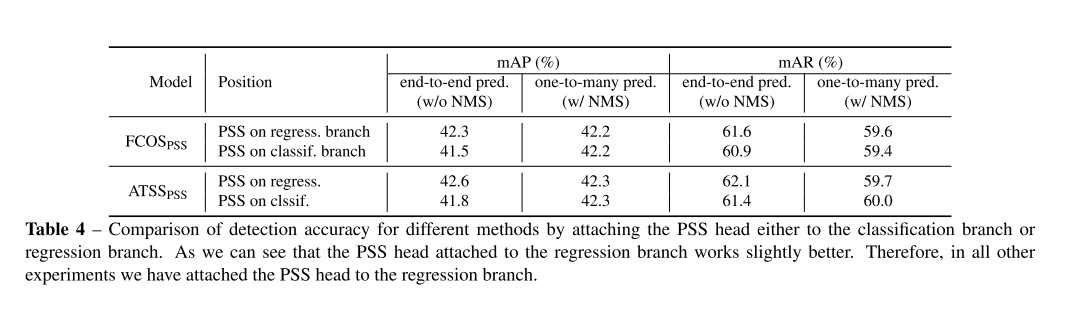 mAP (%) mAR (%)
Model Position end-to-end pred. one-to-many pred. end-to-end pred. one-to-many pred.
(w/o NMS) (w/ NMS) (w/o NMS) (w/ NMS)
FCOSPSS PSS on regress. branch 42.3 42.2 61.6 59.6
PSS on classif. branch 41.5 42.2 60.9 59.4
ATSSPSS PSS on regress. 42.6 42.3 62.1 59.7
PSS on clssif. 41.8 42.3 61.4 60.0
Table 4 – Comparison of detection accuracy for different methods by attaching the PSS head either to the classification branch or
regression branch. As we can see that the PSS head attached to the regression branch works slightly better. Therefore, in all other
experiments we have attached the PSS head to the regression branch.